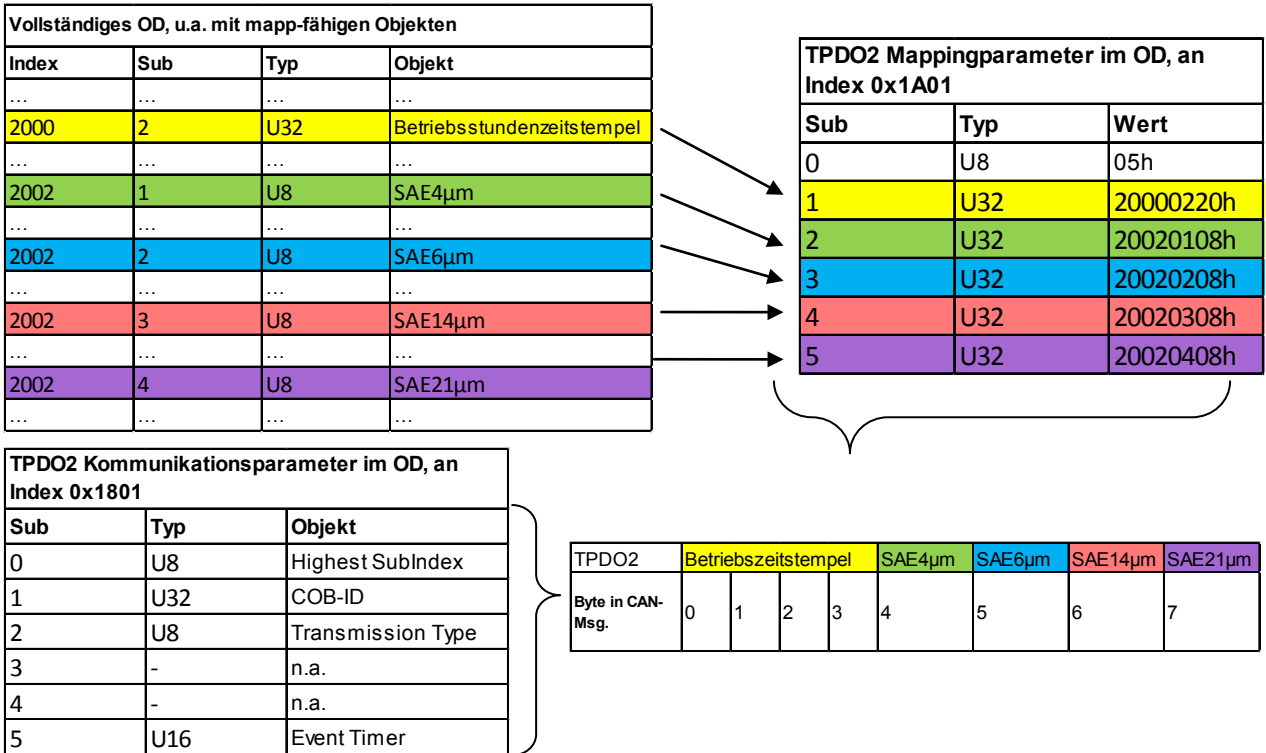 Vollständiges OD, u.a. mit mapp-fähigen Objekten
Index Sub Typ Objekt
... ... ... ...
2000 2 U32 Betriebsstundenzeitstempel
... ... ... ...
2002 1 U8 SAE4µm
... ... ... ...
2002 2 U8 SAE6µm
... ... ... ...
2002 3 U8 SAE14µm
... ... ... ...
2002 4 U8 SAE21µm
... ... ... ...
TPDO2 Mappingparameter im OD, an
Index 0x1A01
Sub Typ Wert
0 U8 05h
1 U32 20000220h
2 U32 20020108h
3 U32 20020208h
4 U32 20020308h
5 U32 20020408h
TPDO2 Kommunikationsparameter im OD, an
Index 0x1801
Sub Typ Objekt
0 U8 Highest SubIndex
1 U32 COB-ID
2 U8 Transmission Type
3 - n.a.
4 - n.a.
5 U16 Event Timer
TPDO2 Betriebszeitstempel SAE4µm SAE6µm SAE14µm SAE21µm
Byte in CAN-
Msg. 0 1 2 3 4 5 6 7